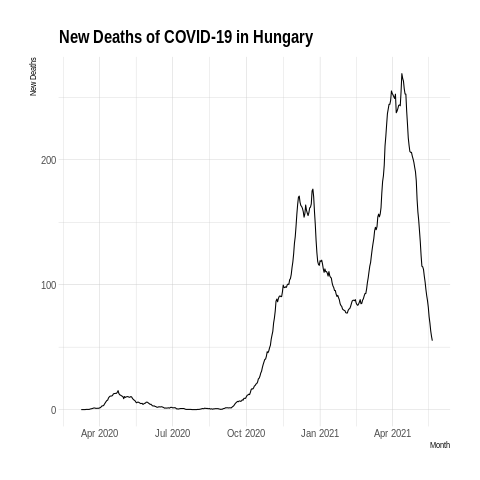 New Deaths of COVID-19 in Hungary
New Deaths
200
100
0
Apr 2020 Jul 2020 Oct 2020 Jan 2021 Apr 2021
Month